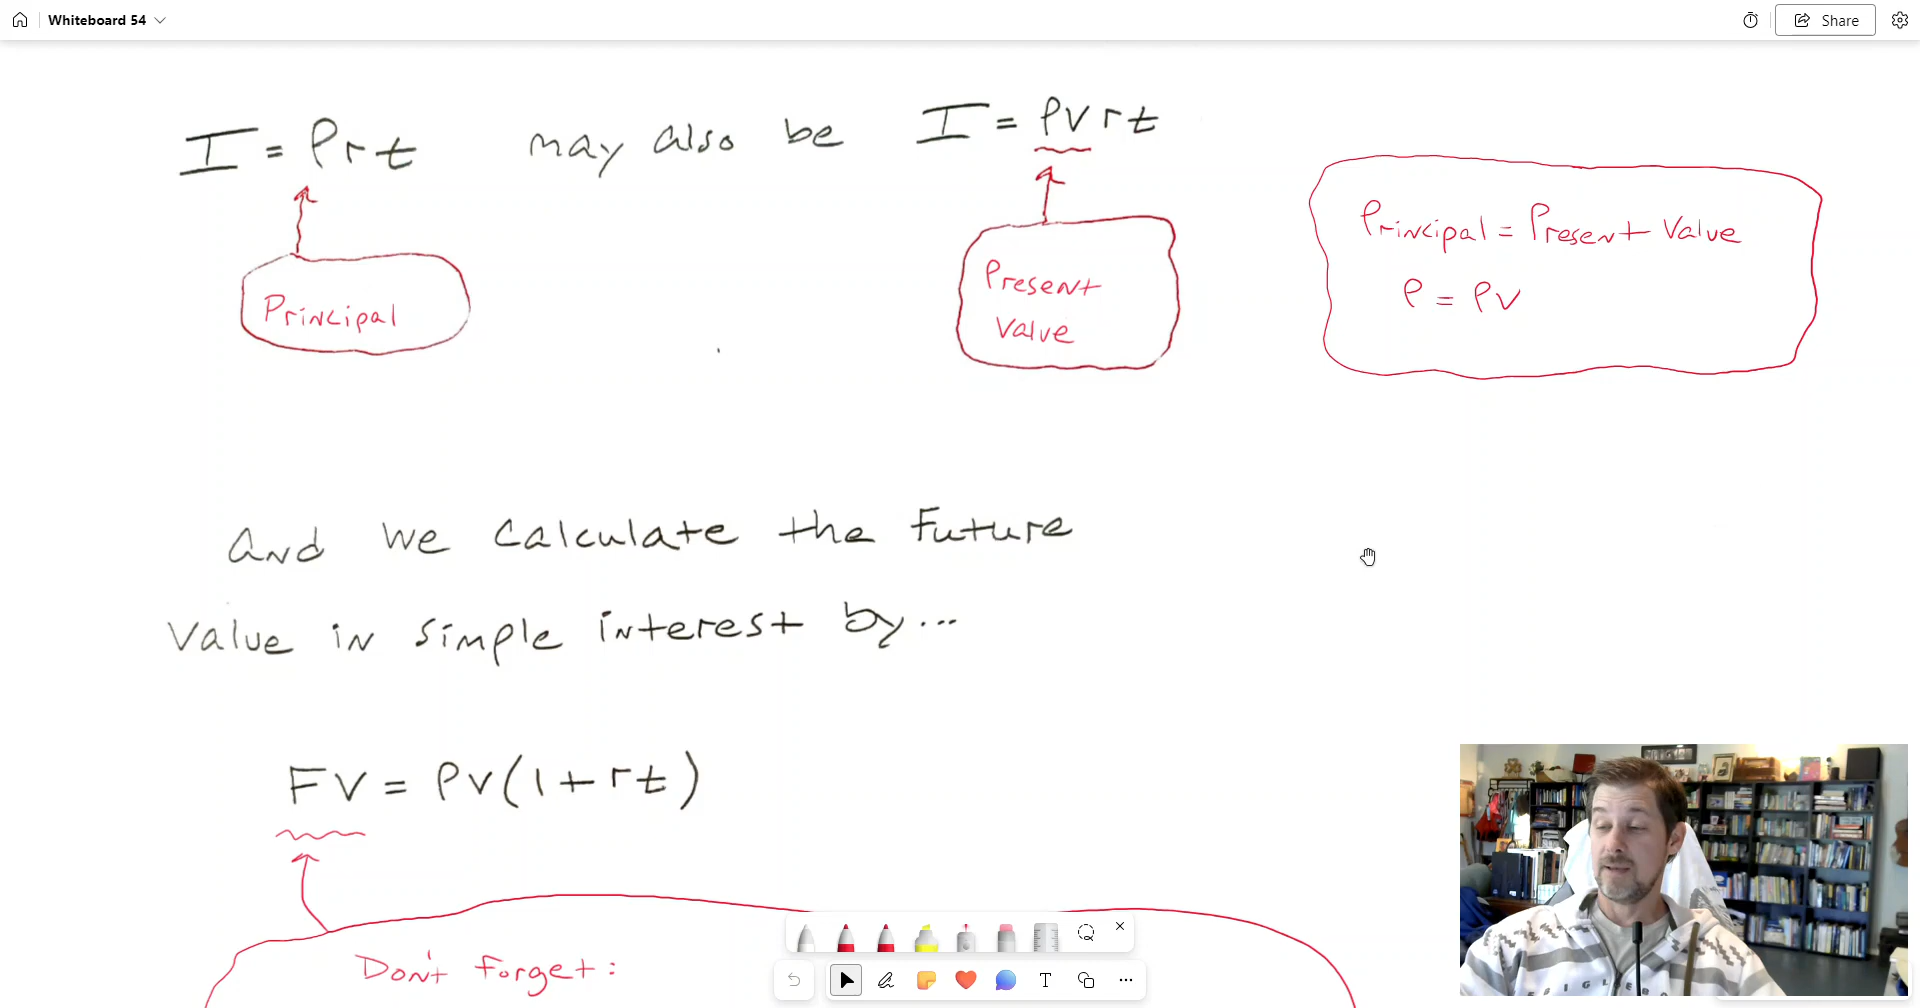 Whiteboard 54
Share
I = Prt may also be I = PVrt
Principal
Present
Value
Principal = Present Value
P = PV
And we calculate the Future
Value in simple interest by...
FV = PV(1+rt)
Don't forget:
T